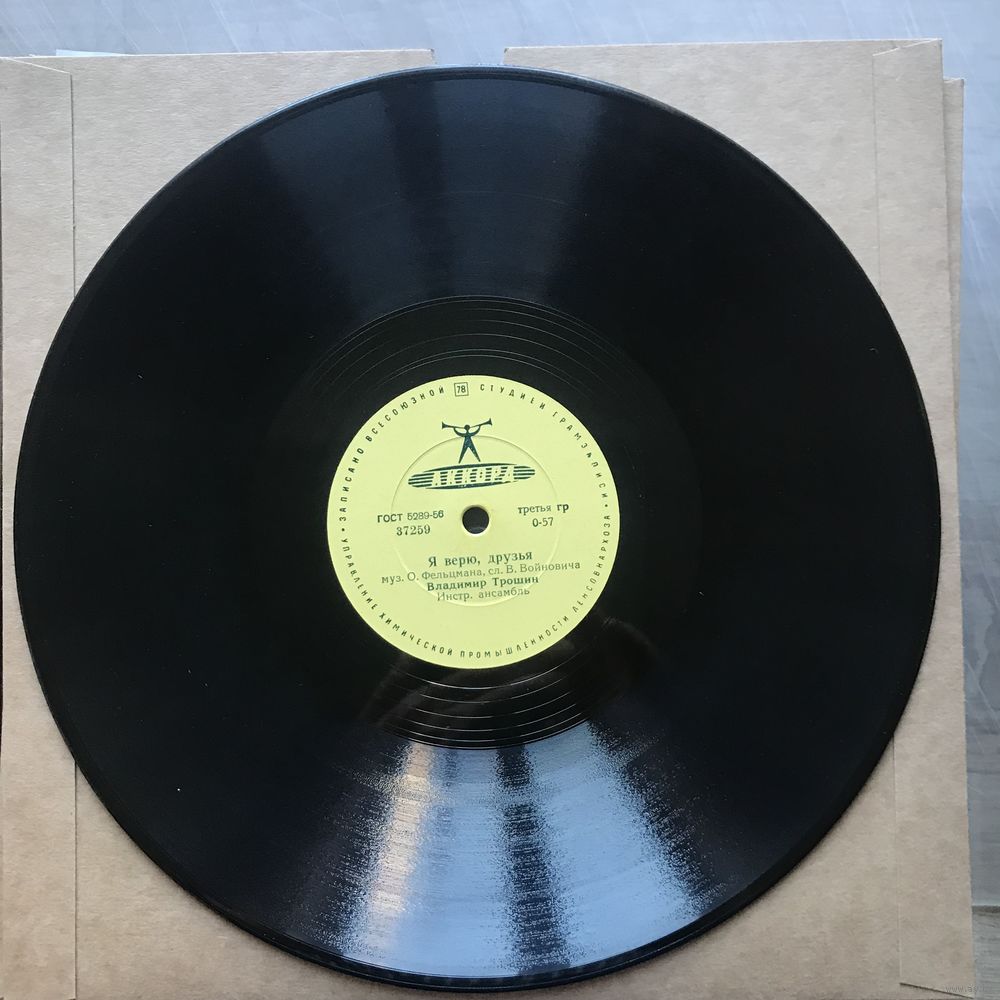 ЗАПИСАНО ВСЕСОЮЗНОЙ 78 СТУДИЕЙ ГРАМЗАПИСИ
АККОРД
ГОСТ 5289-56
37259
третья гр
0-57
Я верю, друзья
муз. О. Фельцмана, сл. В. Войновича
Владимир Трошин
Инстр. ансамбль
УПРАВЛЕНИЕ ХИМИЧЕСКОЙ ПРОМЫШЛЕННОСТИ ЛЕНСОВНАРХОЗА